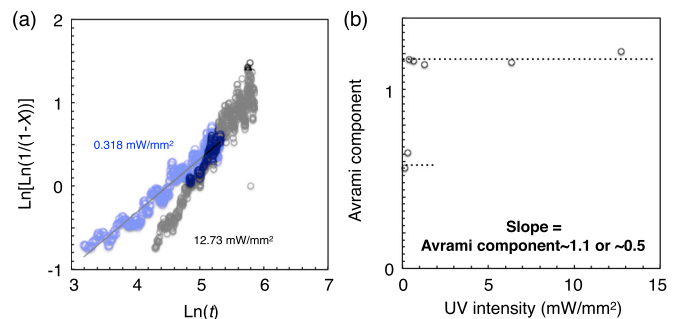 (a)
2
1
0
-1
3
4
5
6
7
Ln[Ln(1/(1-X))]
Ln(t)
0.318 mW/mm²
12.73 mW/mm²
(b)
1
0
0
5
10
15
Avrami component
UV intensity (mW/mm²)
Slope =
Avrami component~1.1 or ~0.5